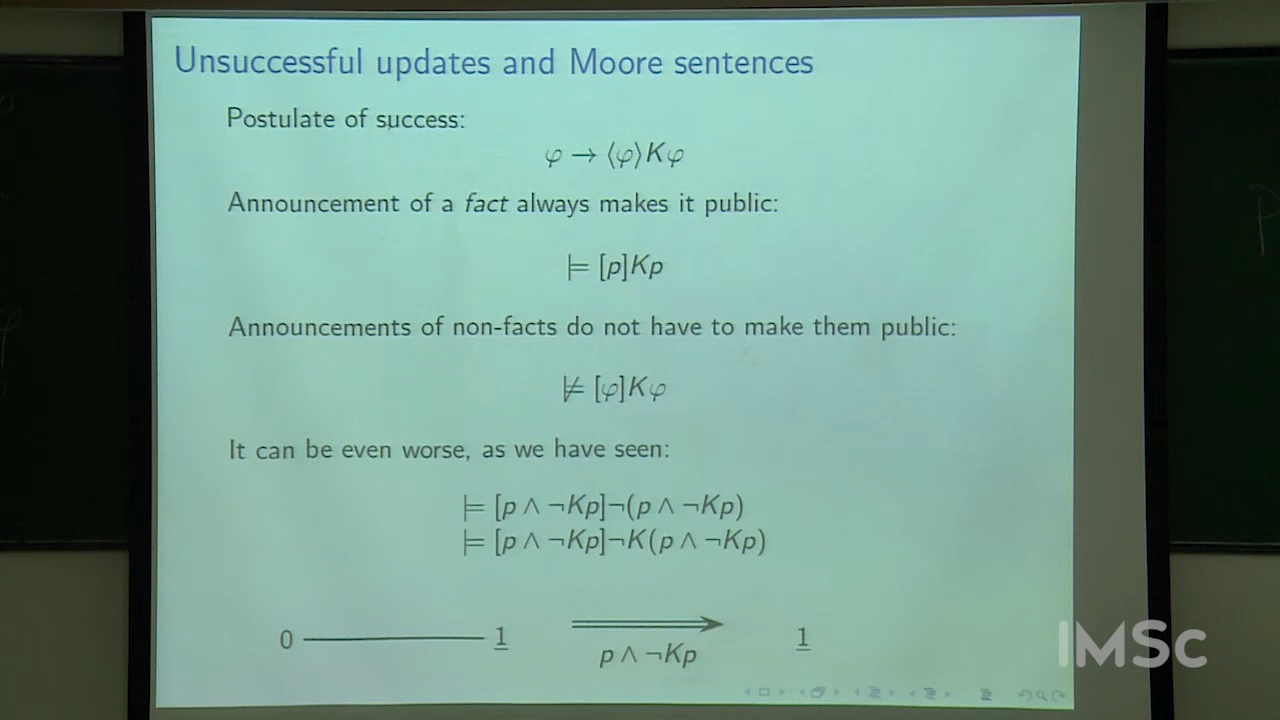 Unsuccessful updates and Moore sentences
Postulate of success:
φ → ⟨φ⟩Kφ
Announcement of a fact always makes it public:
⊨ [p]Kp
Announcements of non-facts do not have to make them public:
⊭ [φ]Kφ
It can be even worse, as we have seen:
⊨ [p ∧ ¬Kp]¬(p ∧ ¬Kp)
⊨ [p ∧ ¬Kp]¬K(p ∧ ¬Kp)
0 1 1
p ∧ ¬Kp
IMSc